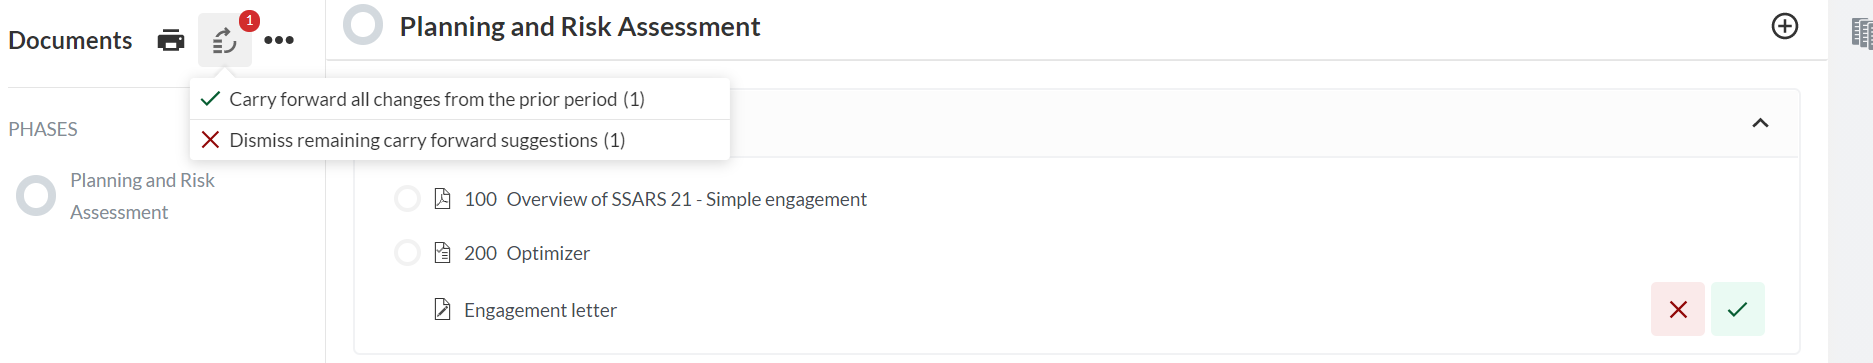 Documents
1
Planning and Risk Assessment
Carry forward all changes from the prior period (1)
Dismiss remaining carry forward suggestions (1)
PHASES
Planning and Risk
Assessment
100 Overview of SSARS 21 - Simple engagement
200 Optimizer
Engagement letter